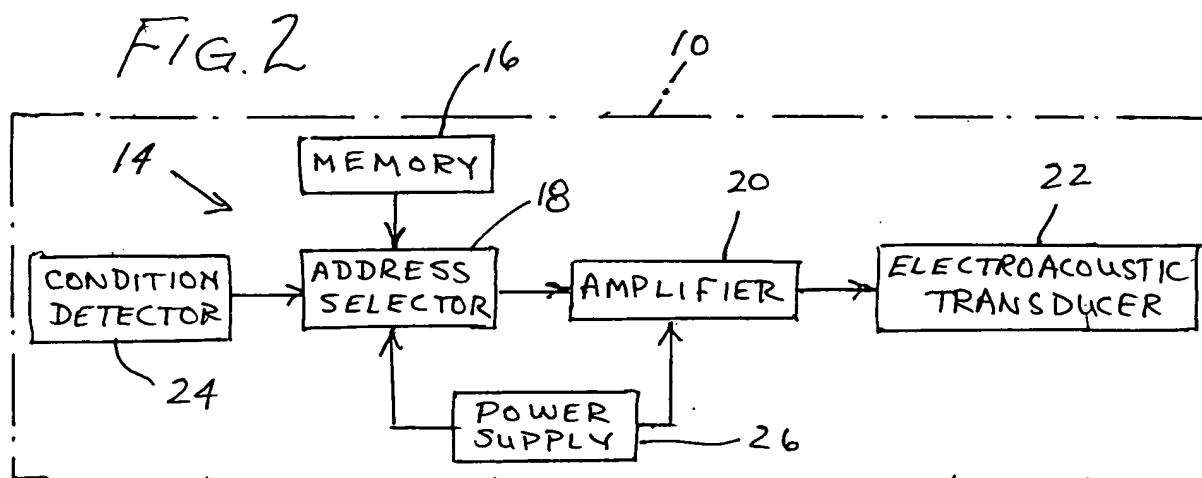 FIG. 2
10
16
MEMORY
14
18
20
22
CONDITION
DETECTOR
ADDRESS
SELECTOR
AMPLIFIER
ELECTROACOUSTIC
TRANSDUCER
24
POWER
SUPPLY
26